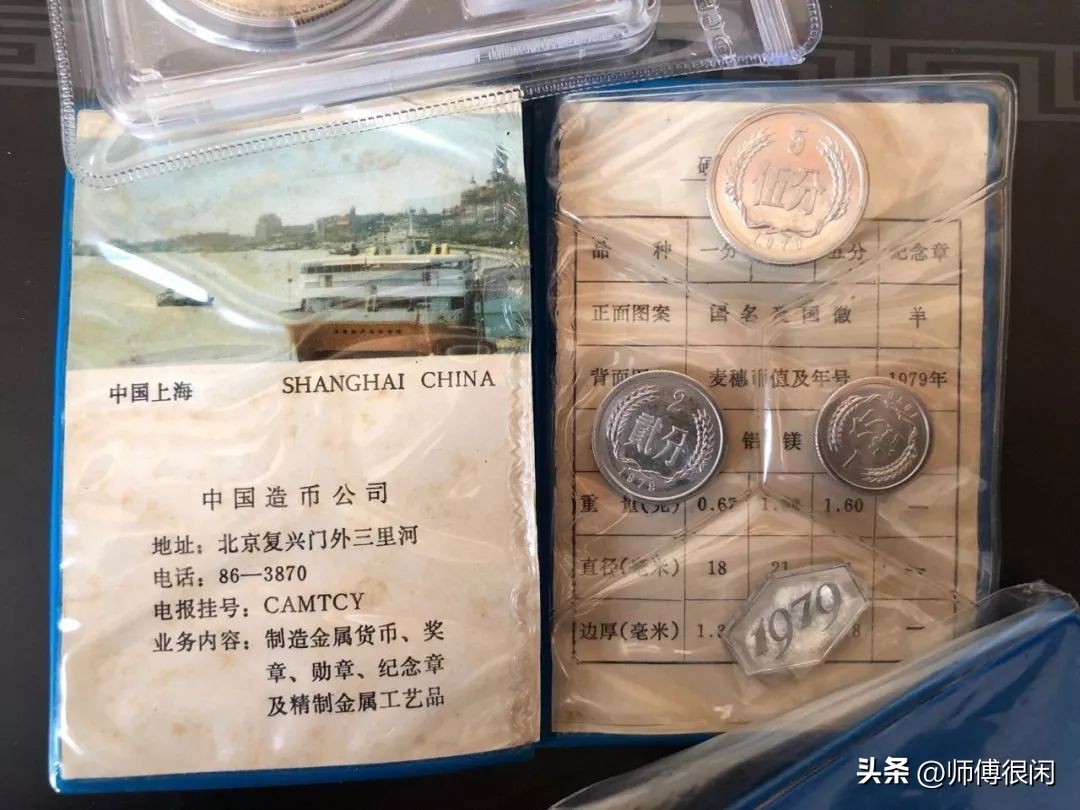 中国上海 SHANGHAI CHINA
中国造币公司
地址：北京复兴门外三里河
电话：86—3870
电报挂号：CAMTCY
业务内容：制造金属货币、奖
章、勋章、纪念章
及精制金属工艺品
5
伍分
品 种 一分 五分 纪念章
正面图案 国名及国徽 羊
背面 麦穗币值及年号 1979年
贰分
铝 镁
重 量(克) 0.67 1.60 —
直径(毫米) 18 21 —
边厚(毫米) —
1979
头条 @师傅很闲